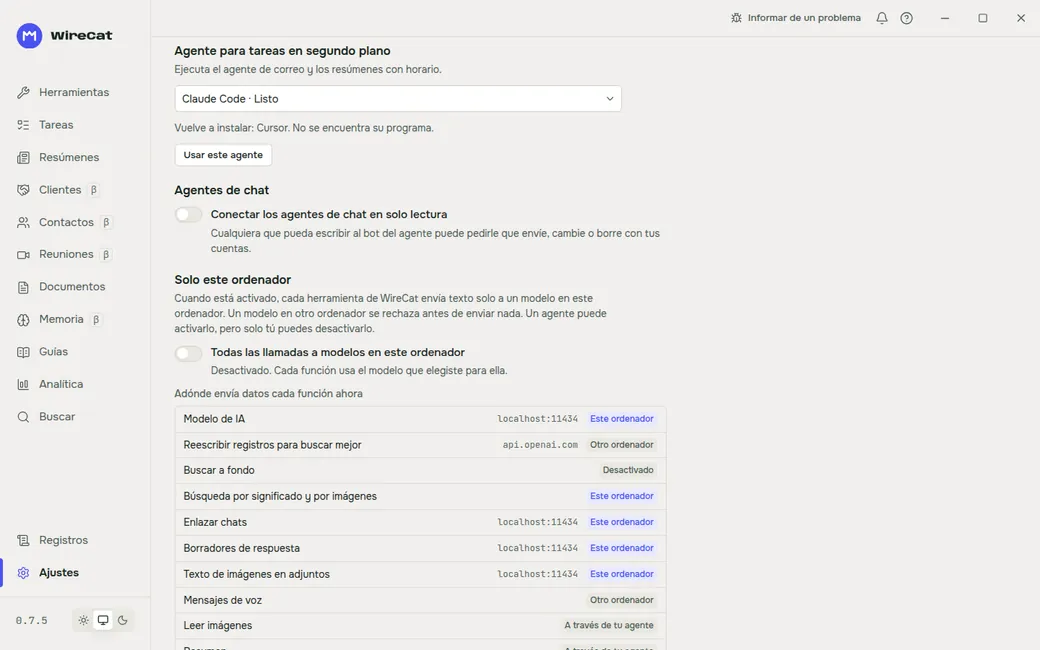 Informar de un problema
WireCat
Herramientas
Tareas
Resúmenes
Clientes β
Contactos β
Reuniones β
Documentos
Memoria β
Guías
Analítica
Buscar
Registros
Ajustes
0.7.5
Agente para tareas en segundo plano
Ejecuta el agente de correo y los resúmenes con horario.
Claude Code · Listo
Vuelve a instalar: Cursor. No se encuentra su programa.
Usar este agente
Agentes de chat
Conectar los agentes de chat en solo lectura
Cualquiera que pueda escribir al bot del agente puede pedirle que envíe, cambie o borre con tus
cuentas.
Solo este ordenador
Cuando está activado, cada herramienta de WireCat envía texto solo a un modelo en este
ordenador. Un modelo en otro ordenador se rechaza antes de enviar nada. Un agente puede
activarlo, pero solo tú puedes desactivarlo.
Todas las llamadas a modelos en este ordenador
Desactivado. Cada función usa el modelo que elegiste para ella.
Adónde envía datos cada función ahora
Modelo de IA localhost:11434 Este ordenador
Reescribir registros para buscar mejor api.openai.com Otro ordenador
Buscar a fondo Desactivado
Búsqueda por significado y por imágenes Este ordenador
Enlazar chats localhost:11434 Este ordenador
Borradores de respuesta localhost:11434 Este ordenador
Texto de imágenes en adjuntos localhost:11434 Este ordenador
Mensajes de voz Otro ordenador
Leer imágenes A través de tu agente